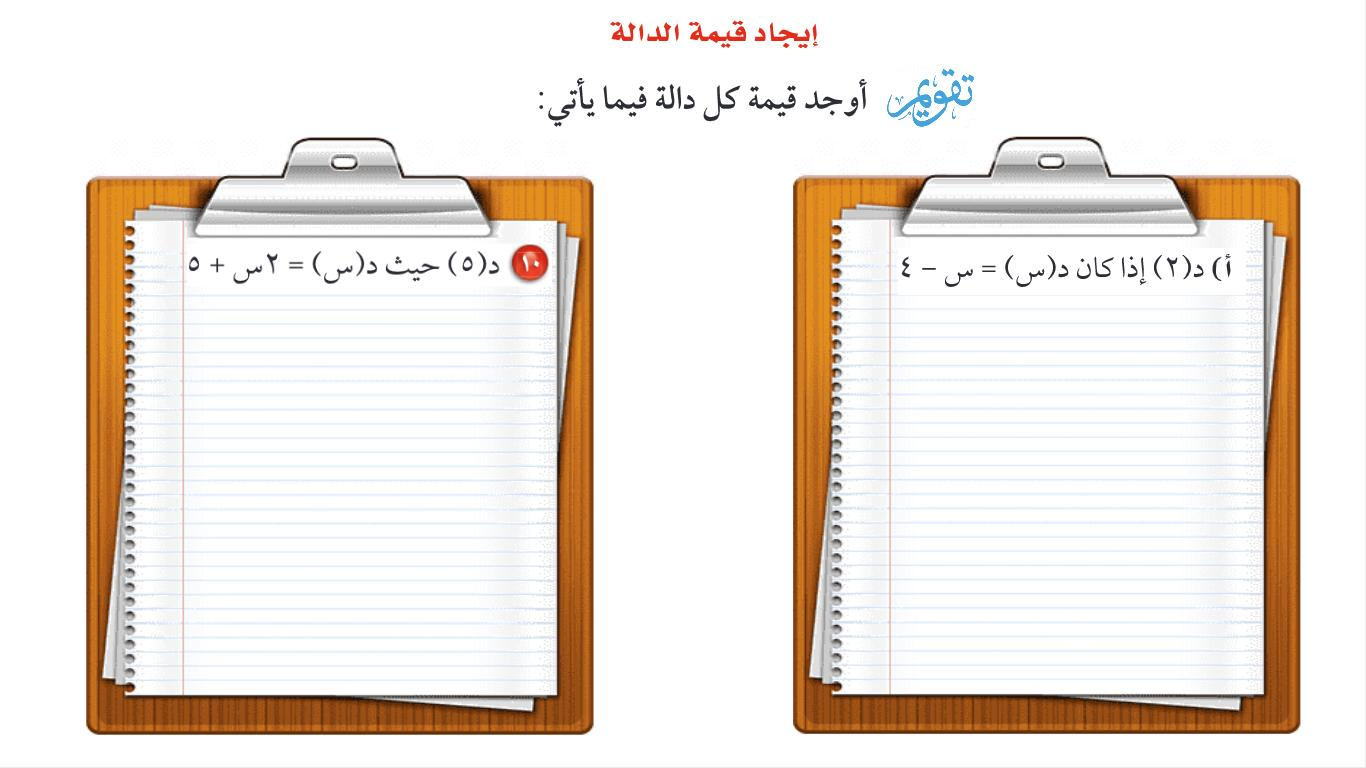 إيجاد قيمة الدالة
تقويم أوجد قيمة كل دالة فيما يأتي:
أ) د(٢) إذا كان د(س) = س − ٤
١٠ د(٥) حيث د(س) = ٢س + ٥